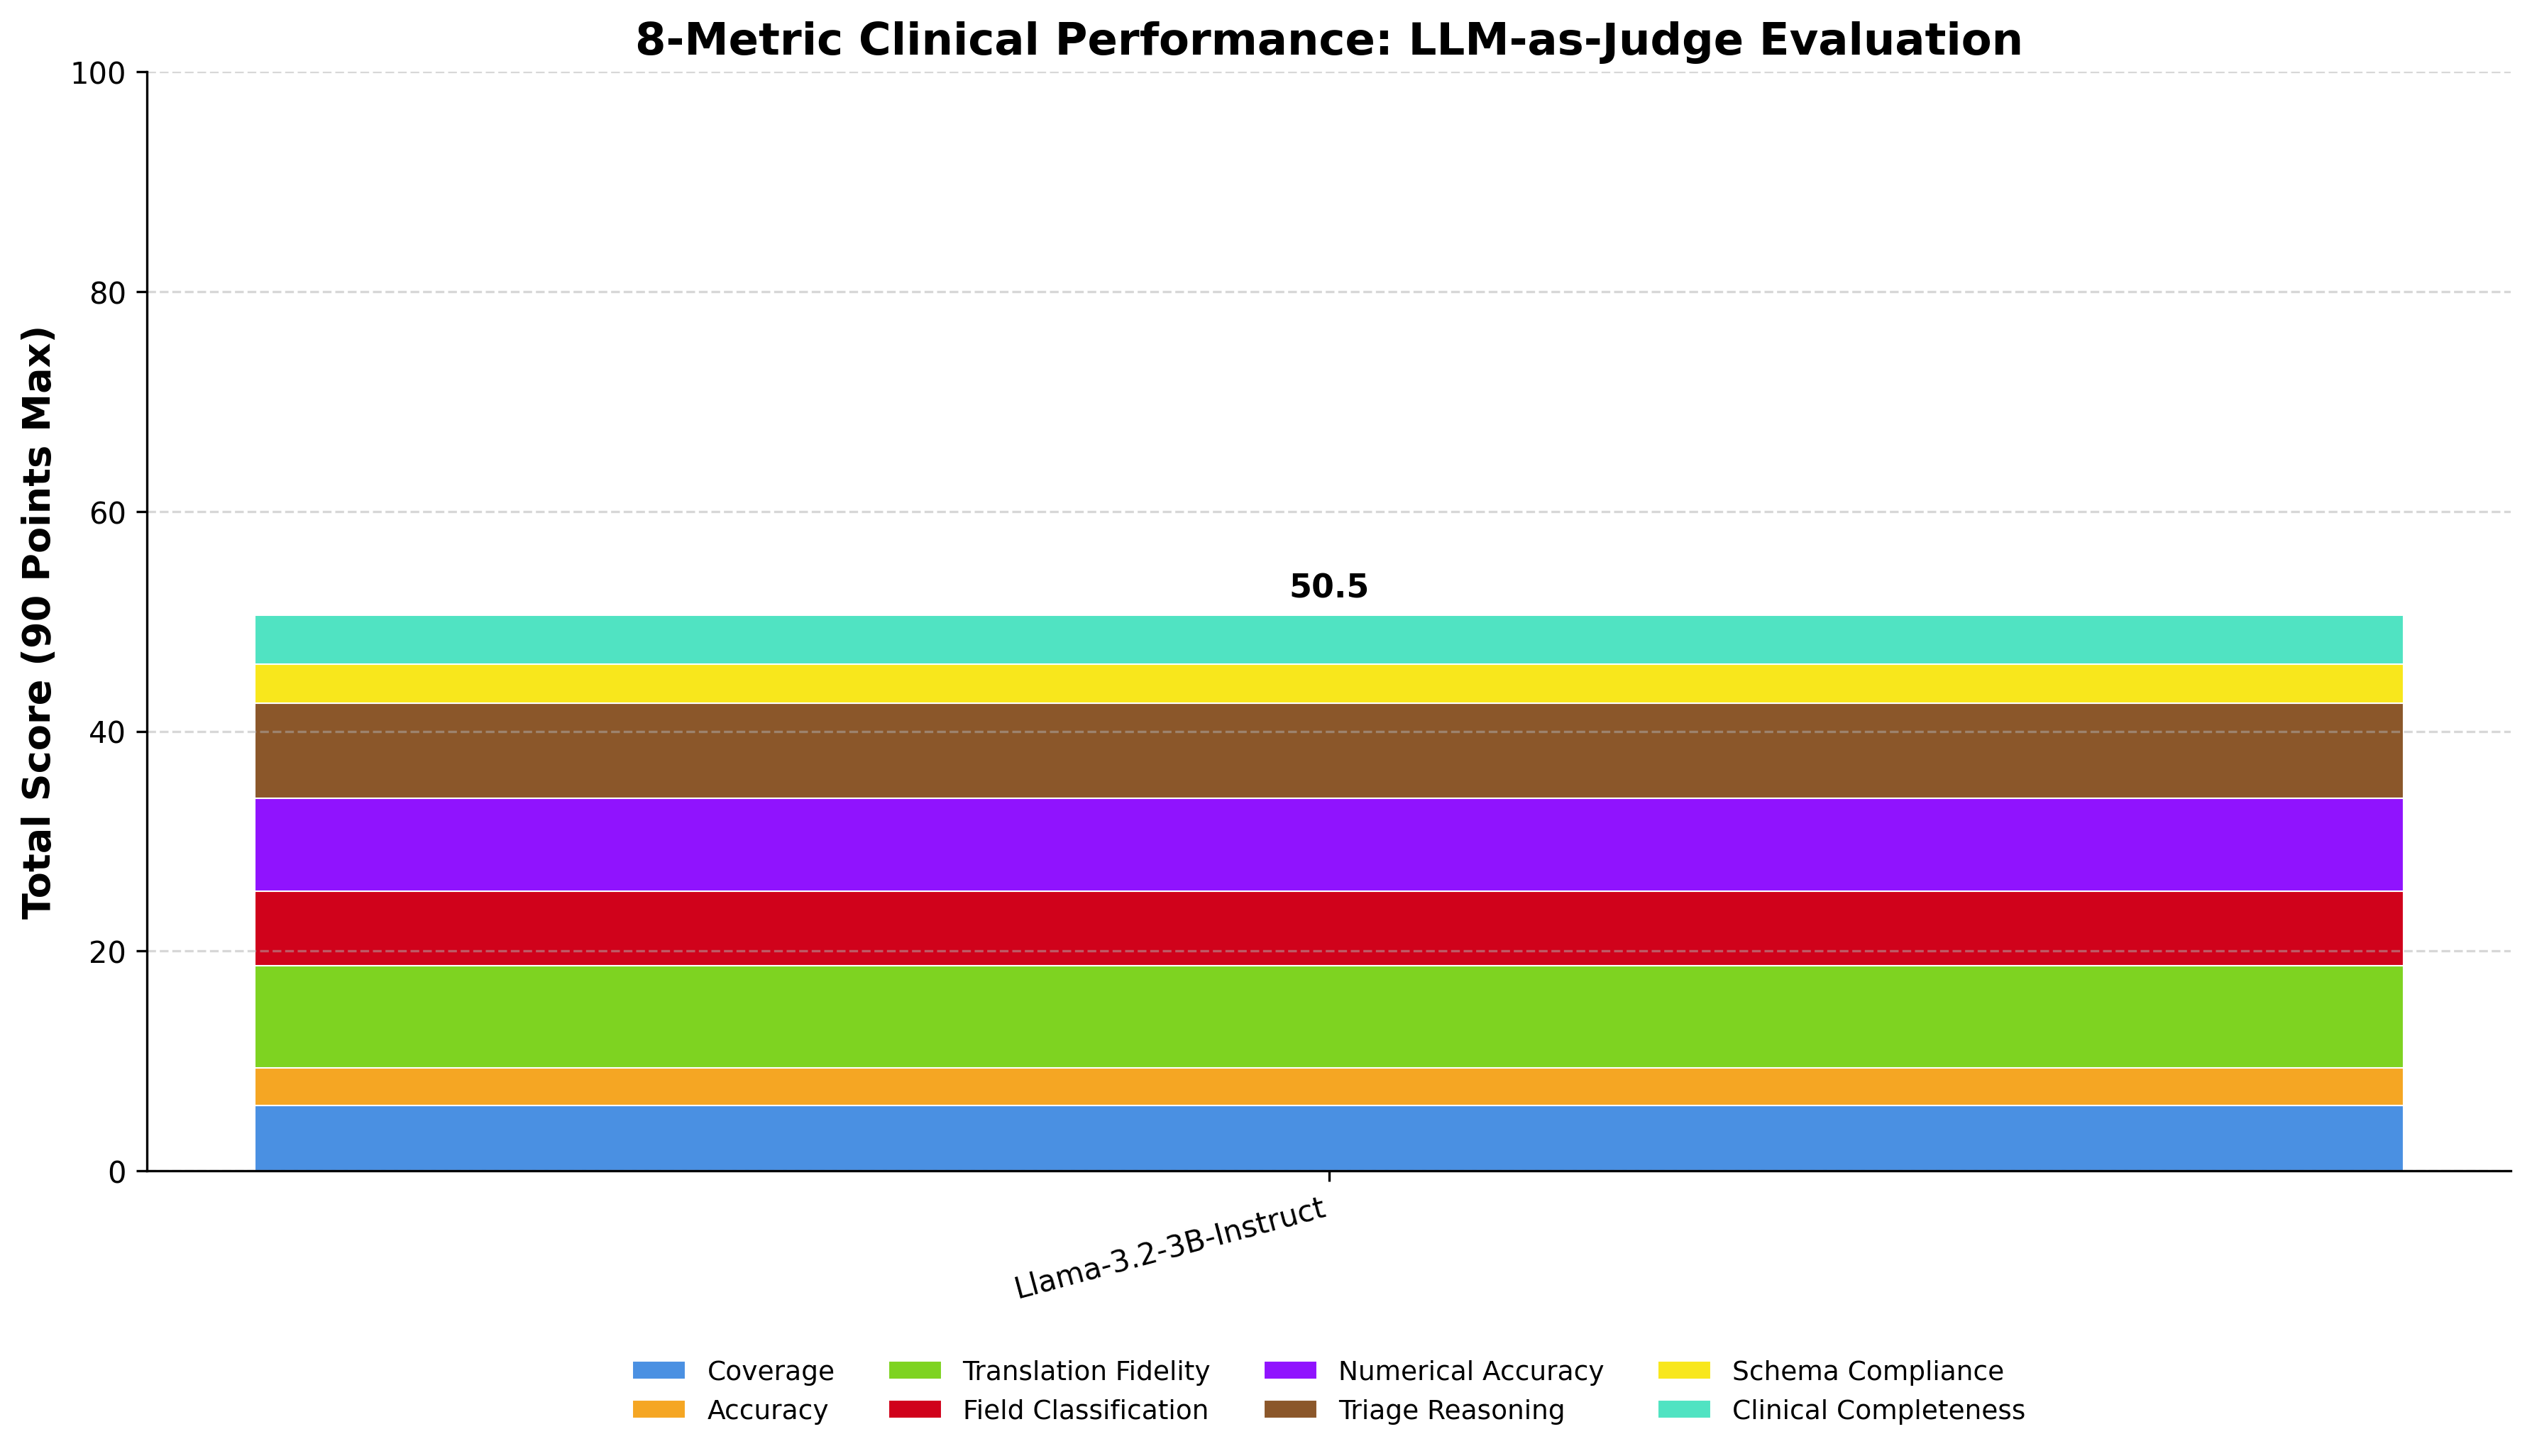 8-Metric Clinical Performance: LLM-as-Judge Evaluation
Total Score (90 Points Max)
100
80
60
40
20
0
50.5
Llama-3.2-3B-Instruct
Coverage
Accuracy
Translation Fidelity
Field Classification
Numerical Accuracy
Triage Reasoning
Schema Compliance
Clinical Completeness